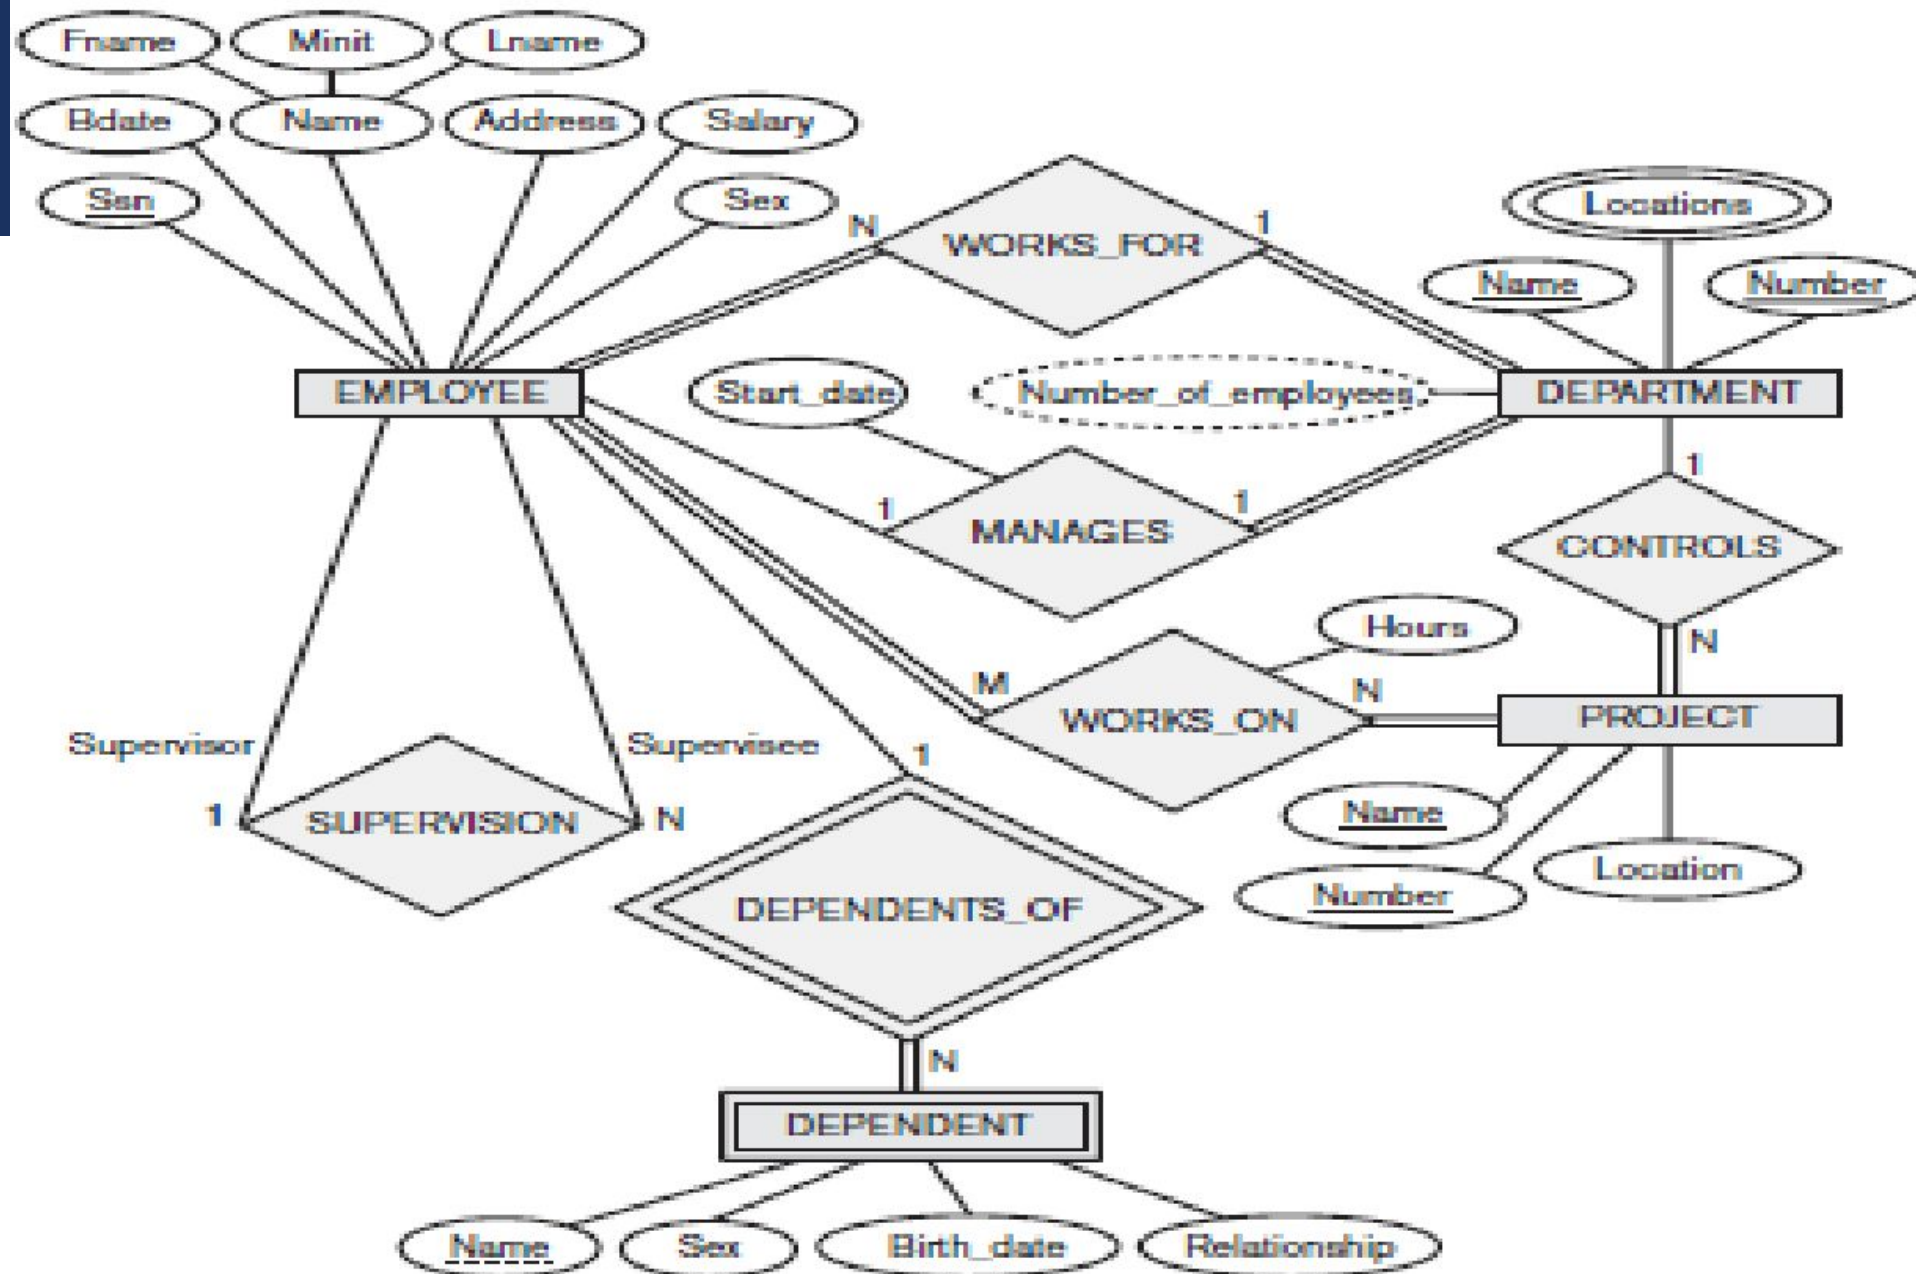 Fname
Minit
Lname
Bdate
Name
Address
Salary
Ssn
Sex
N
WORKS_FOR
1
Locations
Name
Number
EMPLOYEE
Start_date
Number_of_employees
DEPARTMENT
1
MANAGES
1
1
CONTROLS
N
Hours
M
WORKS_ON
N
PROJECT
Supervisor
Supervisee
1
SUPERVISION
N
1
Name
Number
Location
DEPENDENTS_OF
N
DEPENDENT
Name
Sex
Birth_date
Relationship